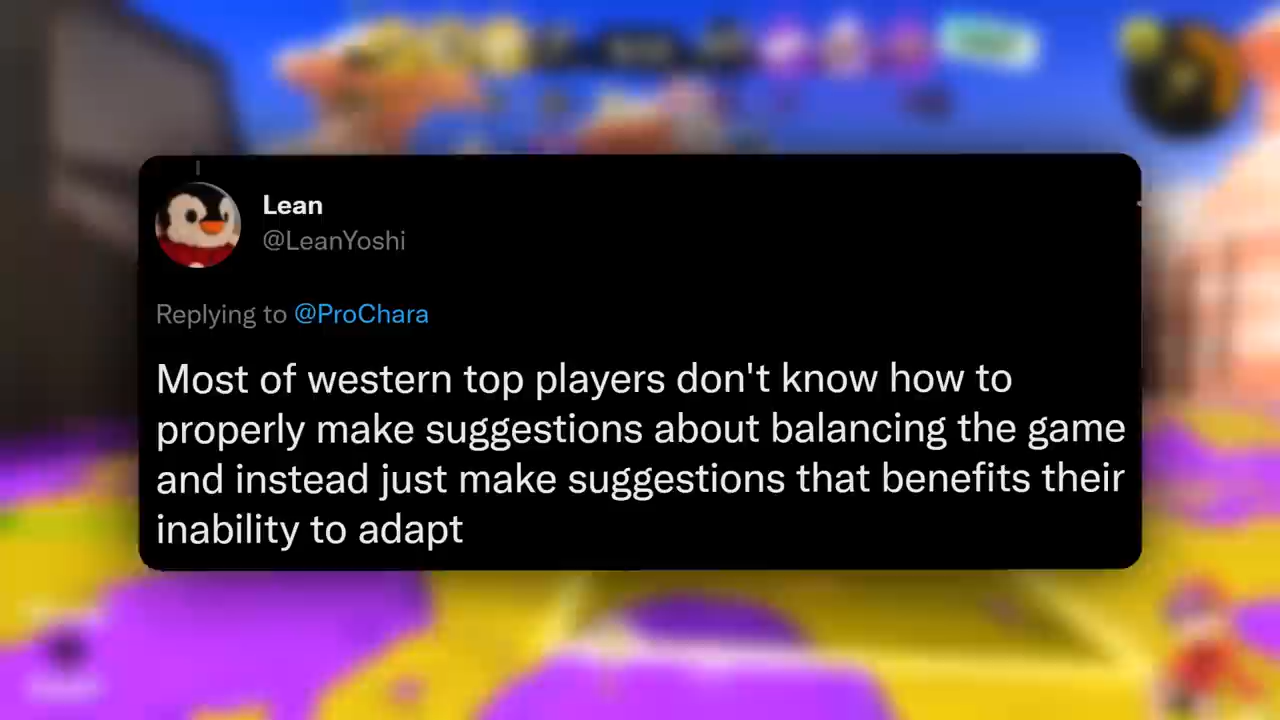 Lean
@LeanYoshi
Replying to @ProChara
Most of western top players don't know how to
properly make suggestions about balancing the game
and instead just make suggestions that benefits their
inability to adapt